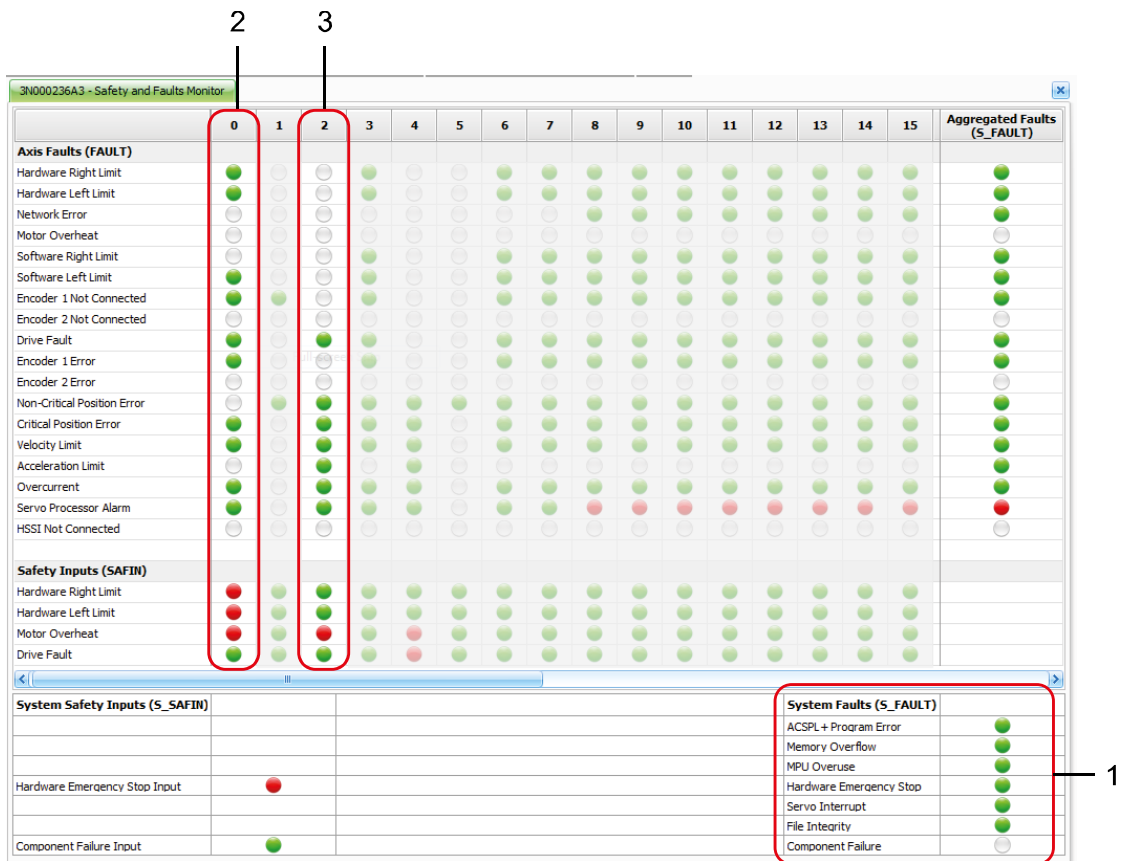 2 3
3N000236A3 - Safety and Faults Monitor
0 1 2 3 4 5 6 7 8 9 10 11 12 13 14 15 Aggregated Faults
(S_FAULT)
Axis Faults (FAULT)
Hardware Right Limit
Hardware Left Limit
Network Error
Motor Overheat
Software Right Limit
Software Left Limit
Encoder 1 Not Connected
Encoder 2 Not Connected
Drive Fault
Encoder 1 Error
Encoder 2 Error
Non-Critical Position Error
Critical Position Error
Velocity Limit
Acceleration Limit
Overcurrent
Servo Processor Alarm
HSSI Not Connected
Safety Inputs (SAFIN)
Hardware Right Limit
Hardware Left Limit
Motor Overheat
Drive Fault
System Safety Inputs (S_SAFIN) System Faults (S_FAULT)
ACSPL+ Program Error
Memory Overflow
MPU Overuse
1
Hardware Emergency Stop Input Hardware Emergency Stop
Servo Interrupt
File Integrity
Component Failure Input Component Failure